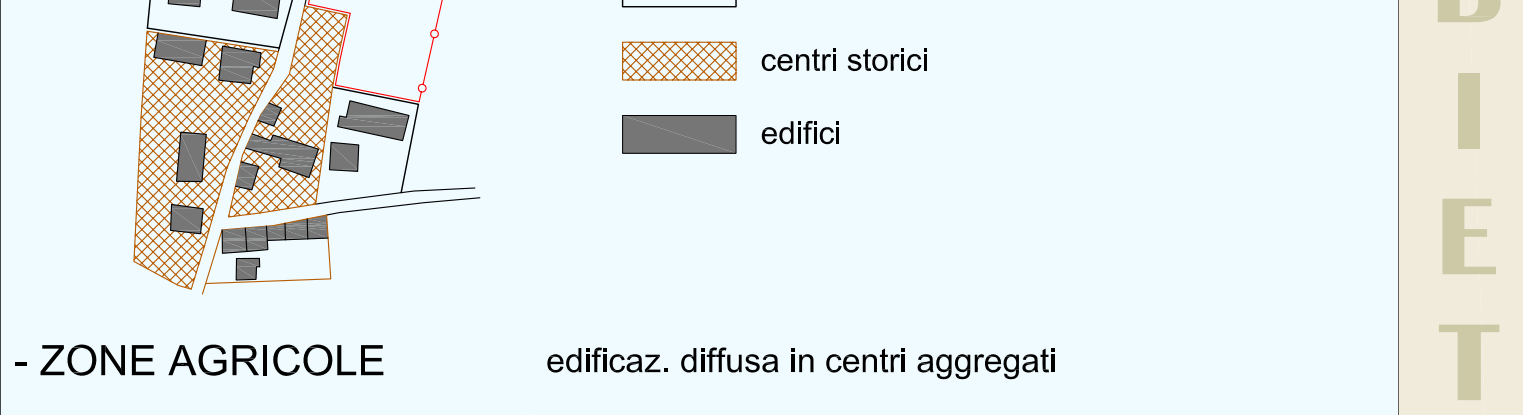 centri storici
edifici
- ZONE AGRICOLE
edificaz. diffusa in centri aggregati
B
I
E
T